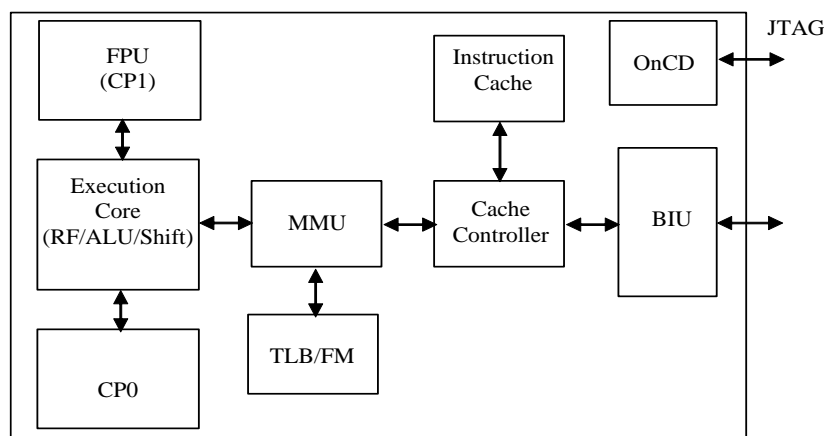 FPU
(CP1)
Instruction
Cache
OnCD
JTAG
Execution
Core
(RF/ALU/Shift)
MMU
Cache
Controller
BIU
TLB/FM
CP0